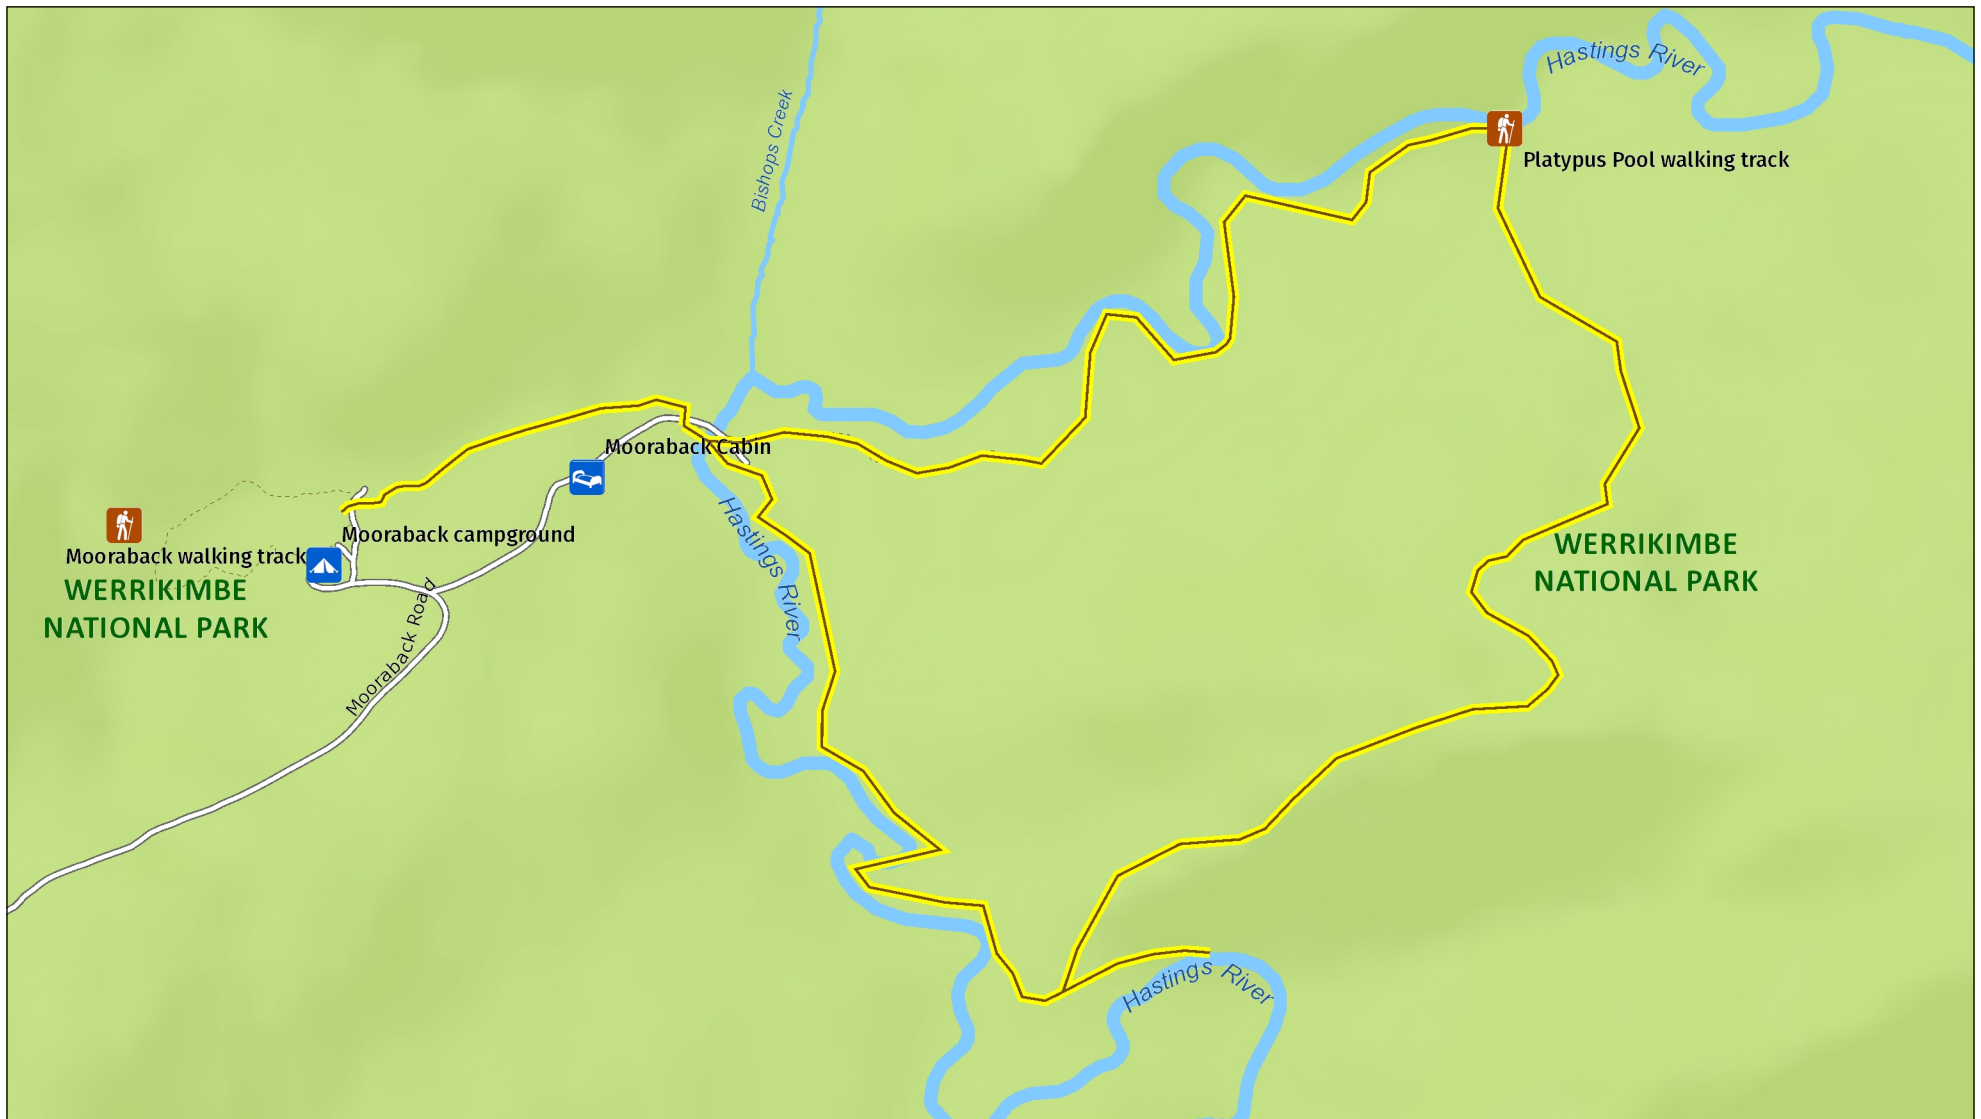 Hastings River
Bishops Creek
Platypus Pool walking track
Mooraback Cabin
Hastings River
Mooraback campground
Mooraback walking track
WERRIKIMBE
NATIONAL PARK
WERRIKIMBE
NATIONAL PARK
Mooraback Road
Hastings River